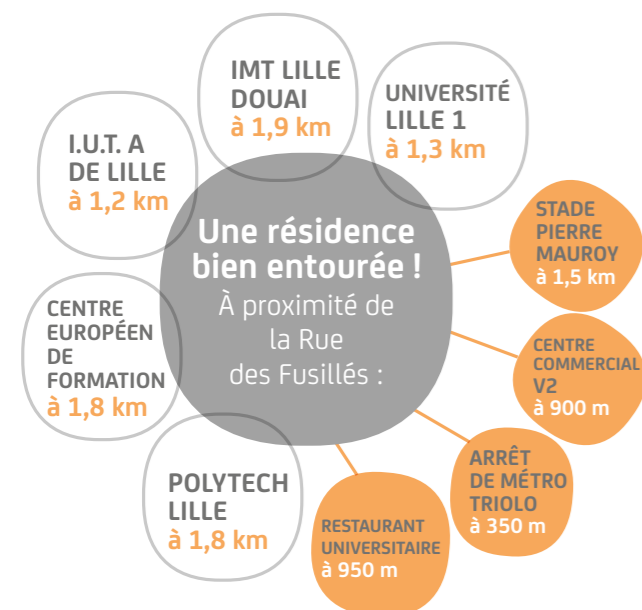 Une résidence
bien entourée !
À proximité de
la Rue
des Fusillés :
IMT LILLE
DOUAI
à 1,9 km
UNIVERSITÉ
LILLE 1
à 1,3 km
I.U.T. A
DE LILLE
à 1,2 km
CENTRE
EUROPÉEN
DE
FORMATION
à 1,8 km
POLYTECH
LILLE
à 1,8 km
STADE
PIERRE
MAUROY
à 1,5 km
CENTRE
COMMERCIAL
V2
à 900 m
ARRÊT
DE MÉTRO
TRIOLO
à 350 m
RESTAURANT
UNIVERSITAIRE
à 950 m